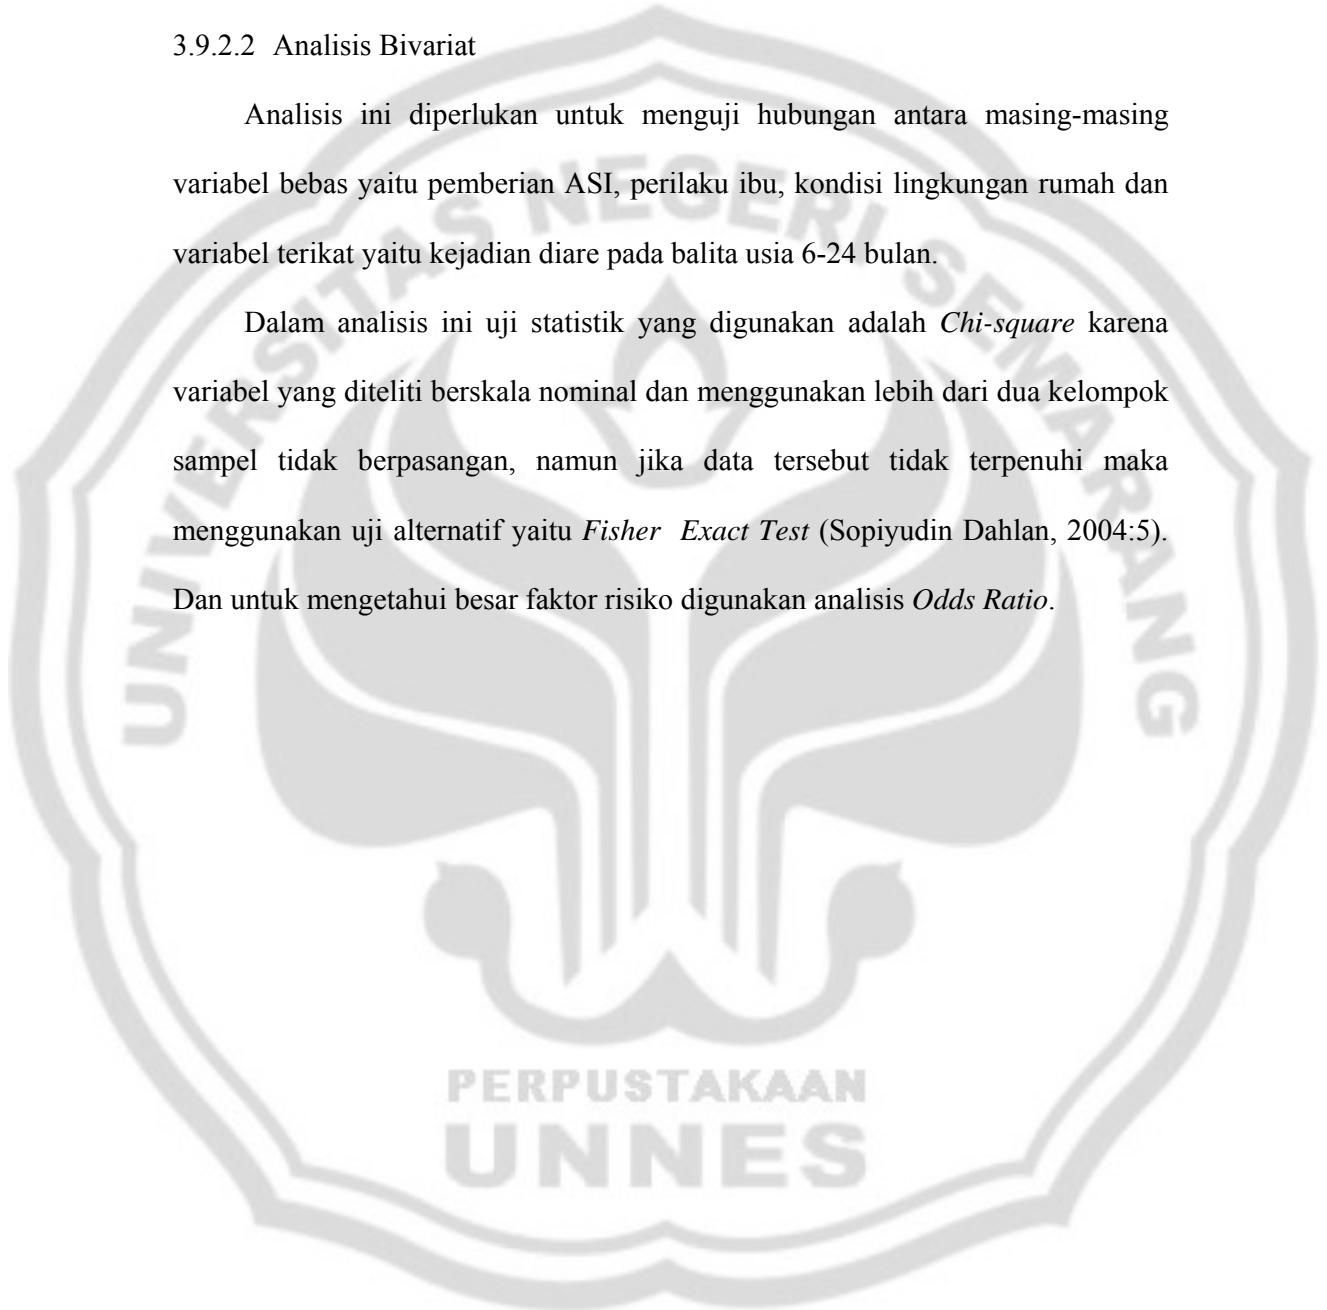 3.9.2.2 Analisis Bivariat
Analisis ini diperlukan untuk menguji hubungan antara masing-masing
variabel bebas yaitu pemberian ASI, perilaku ibu, kondisi lingkungan rumah dan
variabel terikat yaitu kejadian diare pada balita usia 6-24 bulan.
Dalam analisis ini uji statistik yang digunakan adalah Chi-square karena
variabel yang diteliti berskala nominal dan menggunakan lebih dari dua kelompok
sampel tidak berpasangan, namun jika data tersebut tidak terpenuhi maka
menggunakan uji alternatif yaitu Fisher Exact Test (Sopiyudin Dahlan, 2004:5).
Dan untuk mengetahui besar faktor risiko digunakan analisis Odds Ratio.
UNIVERSITAS NEGERI SEMARANG
PERPUSTAKAAN
UNNES